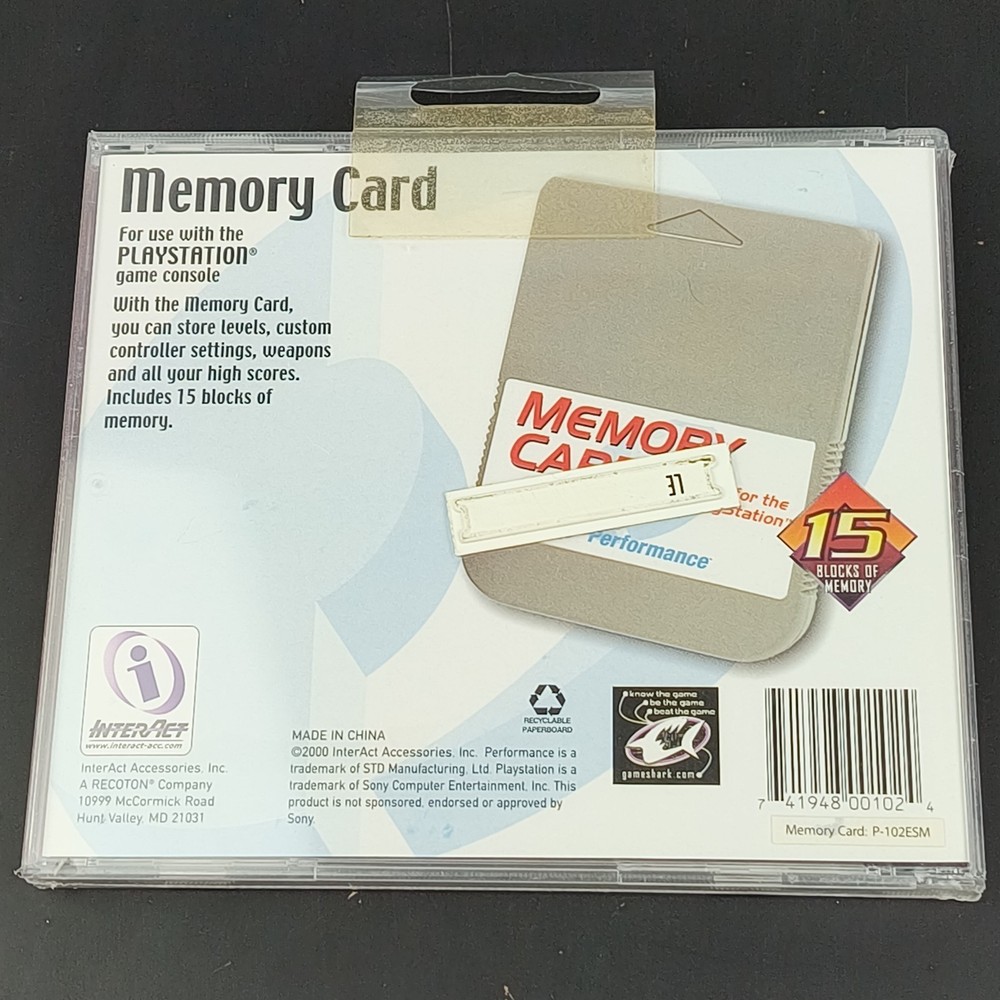 Memory Card
For use with the
PLAYSTATION®
game console
With the Memory Card,
you can store levels, custom
controller settings, weapons
and all your high scores.
Includes 15 blocks of
memory.
MEMORY
for the
Performance
15
BLOCKS OF
MEMORY
i
INTERACT
www.interact-acc.com
InterAct Accessories, Inc.
A RECOTON® Company
10999 McCormick Road
Hunt Valley, MD 21031
MADE IN CHINA
©2000 InterAct Accessories, Inc. Performance is a
trademark of STD Manufacturing, Ltd. Playstation is a
trademark of Sony Computer Entertainment, Inc. This
product is not sponsored, endorsed or approved by
Sony.
RECYCLABLE
PAPERBOARD
know the game
be the game
beat the game
gameshark.com
7 41948 00102 4
Memory Card: P-102ESM